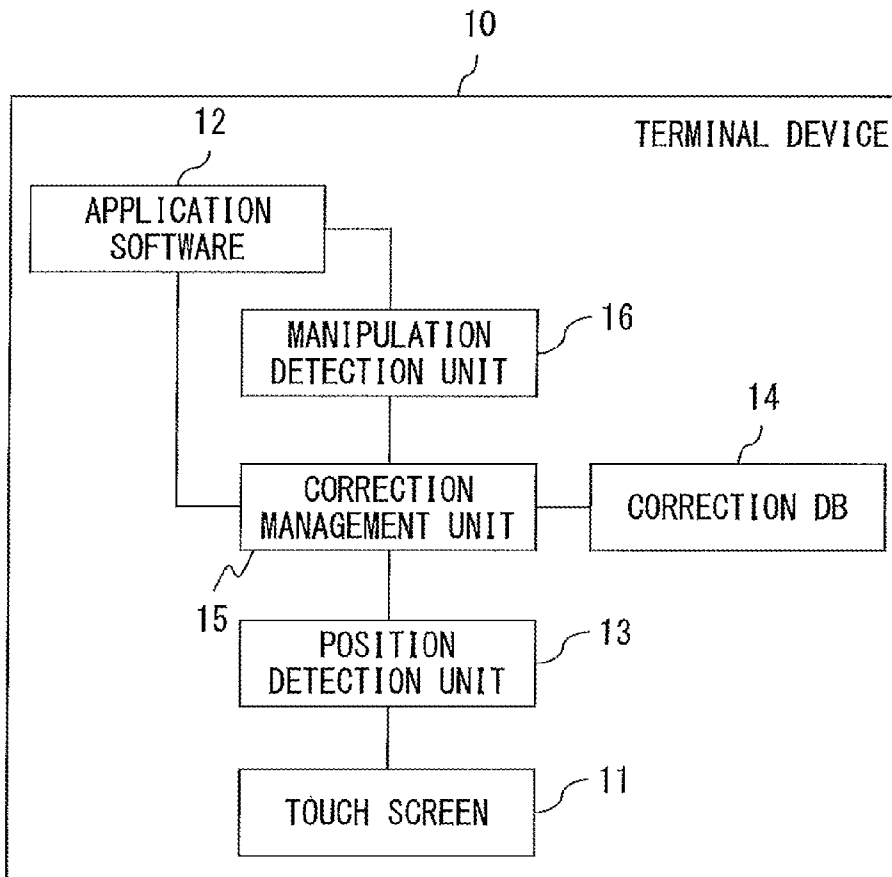 10
TERMINAL DEVICE
12
APPLICATION
SOFTWARE
MANIPULATION
DETECTION UNIT
16
14
CORRECTION
MANAGEMENT UNIT
CORRECTION DB
15
POSITION
DETECTION UNIT
13
TOUCH SCREEN
11